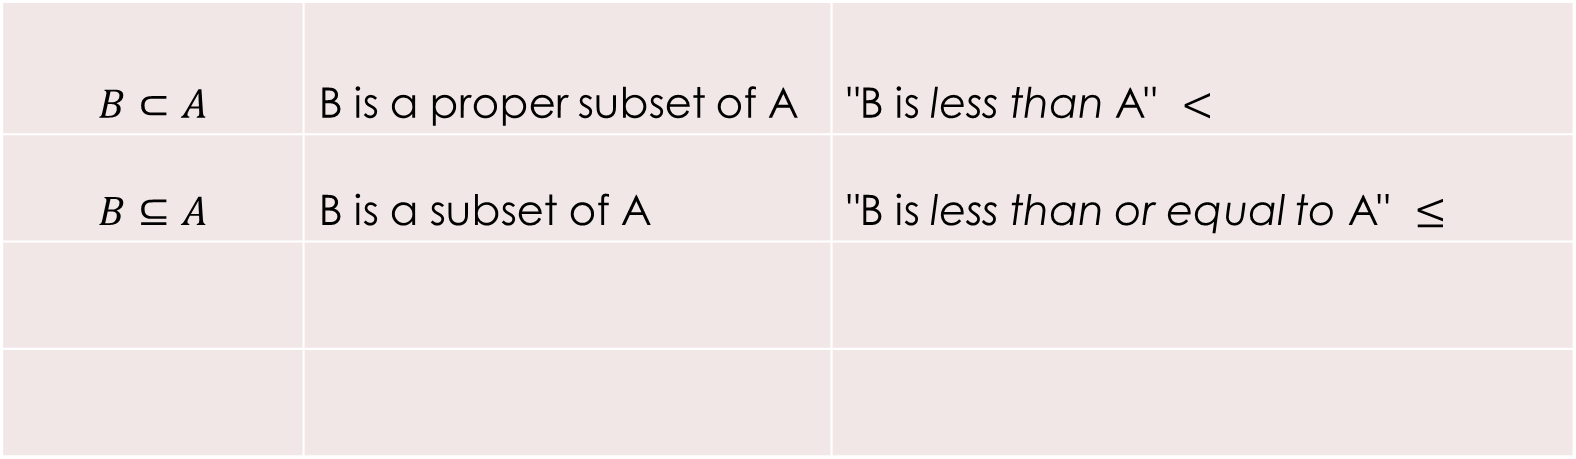 B ⊂ A B is a proper subset of A "B is less than A" <
B ⊆ A B is a subset of A "B is less than or equal to A" ≤